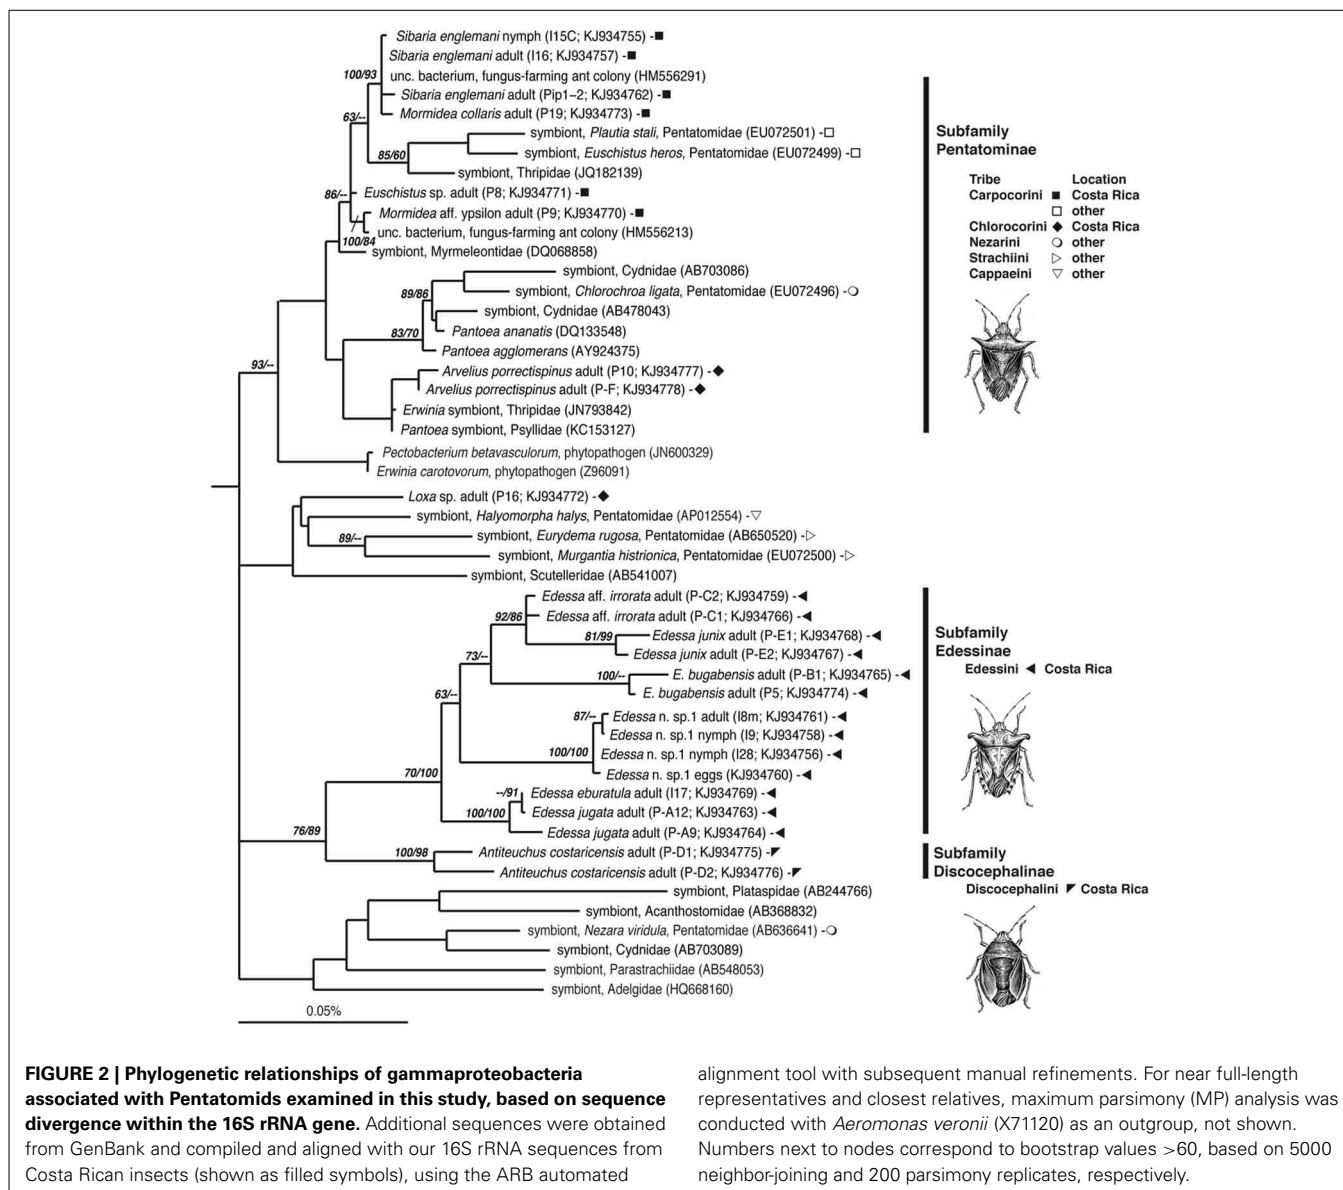 Sibaria englemani nymph (I15C; KJ934755) -■
Sibaria englemani adult (I16; KJ934757) -■
100/93
unc. bacterium, fungus-farming ant colony (HM556291)
Sibaria englemani adult (Pip1-2; KJ934762) -■
63/--
Mormidea collaris adult (P19; KJ934773) -■
symbiont, Plautia stali, Pentatomidae (EU072501) -□
85/60
symbiont, Euschistus heros, Pentatomidae (EU072499) -□
symbiont, Thripidae (JQ182139)
86/--
Euschistus sp. adult (P8; KJ934771) -■
Mormidea aff. ypsilon adult (P9; KJ934770) -■
unc. bacterium, fungus-farming ant colony (HM556213)
100/84
symbiont, Myrmeleontidae (DQ068858)
symbiont, Cydnidae (AB703086)
89/86
symbiont, Chlorochroa ligata, Pentatomidae (EU072496) -❍
symbiont, Cydnidae (AB478043)
83/70
Pantoea ananatis (DQ133548)
Pantoea agglomerans (AY924375)
93/--
Arvelius porrectispinus adult (P10; KJ934777) -◆
Arvelius porrectispinus adult (P-F; KJ934778) -◆
Erwinia symbiont, Thripidae (JN793842)
Pantoea symbiont, Psyllidae (KC153127)
Pectobacterium betavasculorum, phytopathogen (JN600329)
Erwinia carotovorum, phytopathogen (Z96091)
Loxa sp. adult (P16; KJ934772) -◆
symbiont, Halyomorpha halys, Pentatomidae (AP012554) -▽
89/--
symbiont, Eurydema rugosa, Pentatomidae (AB650520) -▷
symbiont, Murgantia histrionica, Pentatomidae (EU072500) -▷
symbiont, Scutelleridae (AB541007)
Edessa aff. irrorata adult (P-C2; KJ934759) -◀
92/86
Edessa aff. irrorata adult (P-C1; KJ934766) -◀
81/99
Edessa junix adult (P-E1; KJ934768) -◀
73/--
Edessa junix adult (P-E2; KJ934767) -◀
100/--
E. bugabensis adult (P-B1; KJ934765) -◀
63/--
E. bugabensis adult (P5; KJ934774) -◀
87/--
Edessa n. sp.1 adult (I8m; KJ934761) -◀
Edessa n. sp.1 nymph (I9; KJ934758) -◀
100/100
Edessa n. sp.1 nymph (I28; KJ934756) -◀
70/100
Edessa n. sp.1 eggs (KJ934760) -◀
--/91
Edessa eburatula adult (I17; KJ934769) -◀
100/100
Edessa jugata adult (P-A12; KJ934763) -◀
76/89
Edessa jugata adult (P-A9; KJ934764) -◀
100/98
Antiteuchus costaricensis adult (P-D1; KJ934775) -◤
Antiteuchus costaricensis adult (P-D2; KJ934776) -◤
symbiont, Plataspidae (AB244766)
symbiont, Acanthostomidae (AB368832)
symbiont, Nezara viridula, Pentatomidae (AB636641) -❍
symbiont, Cydnidae (AB703089)
symbiont, Parastrachiidae (AB548053)
symbiont, Adelgidae (HQ668160)
0.05%
Subfamily
Pentatominae
Tribe Location
Carpocorini ■ Costa Rica
□ other
Chlorocorini ◆ Costa Rica
Nezarini ❍ other
Strachiini ▷ other
Cappaeini ▽ other
Subfamily
Edessinae
Edessini ◀ Costa Rica
Subfamily
Discocephalinae
Discocephalini ◤ Costa Rica
FIGURE 2 | Phylogenetic relationships of gammaproteobacteria
associated with Pentatomids examined in this study, based on sequence
divergence within the 16S rRNA gene. Additional sequences were obtained
from GenBank and compiled and aligned with our 16S rRNA sequences from
Costa Rican insects (shown as filled symbols), using the ARB automated
alignment tool with subsequent manual refinements. For near full-length
representatives and closest relatives, maximum parsimony (MP) analysis was
conducted with Aeromonas veronii (X71120) as an outgroup, not shown.
Numbers next to nodes correspond to bootstrap values >60, based on 5000
neighbor-joining and 200 parsimony replicates, respectively.